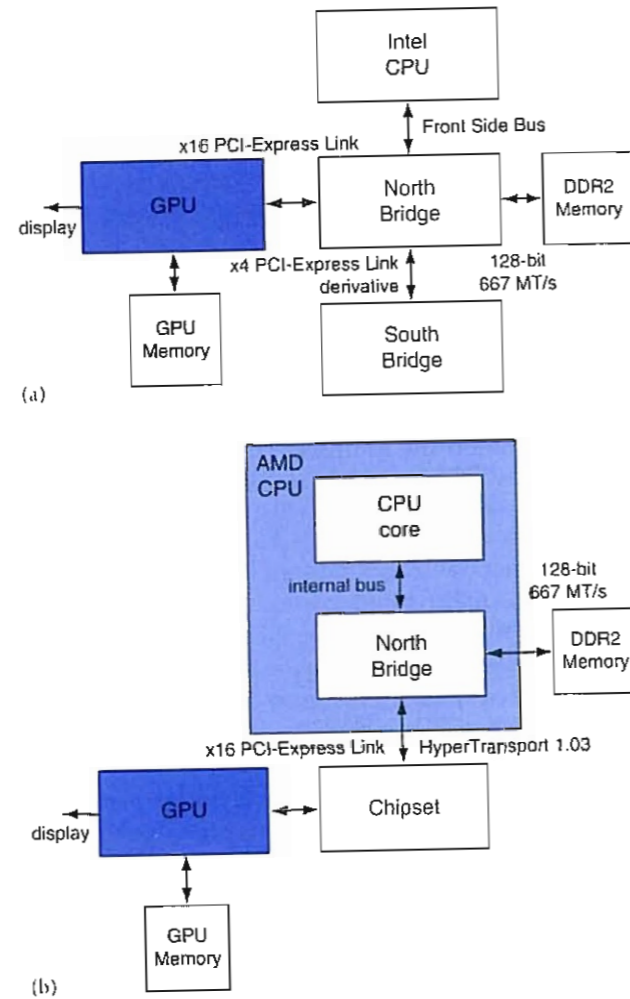 Intel
CPU
Front Side Bus
x16 PCI-Express Link
GPU
North
Bridge
DDR2
Memory
display
x4 PCI-Express Link
derivative
128-bit
667 MT/s
GPU
Memory
South
Bridge
(a)
AMD
CPU
CPU
core
internal bus
128-bit
667 MT/s
North
Bridge
DDR2
Memory
x16 PCI-Express Link
HyperTransport 1.03
GPU
Chipset
display
GPU
Memory
(b)